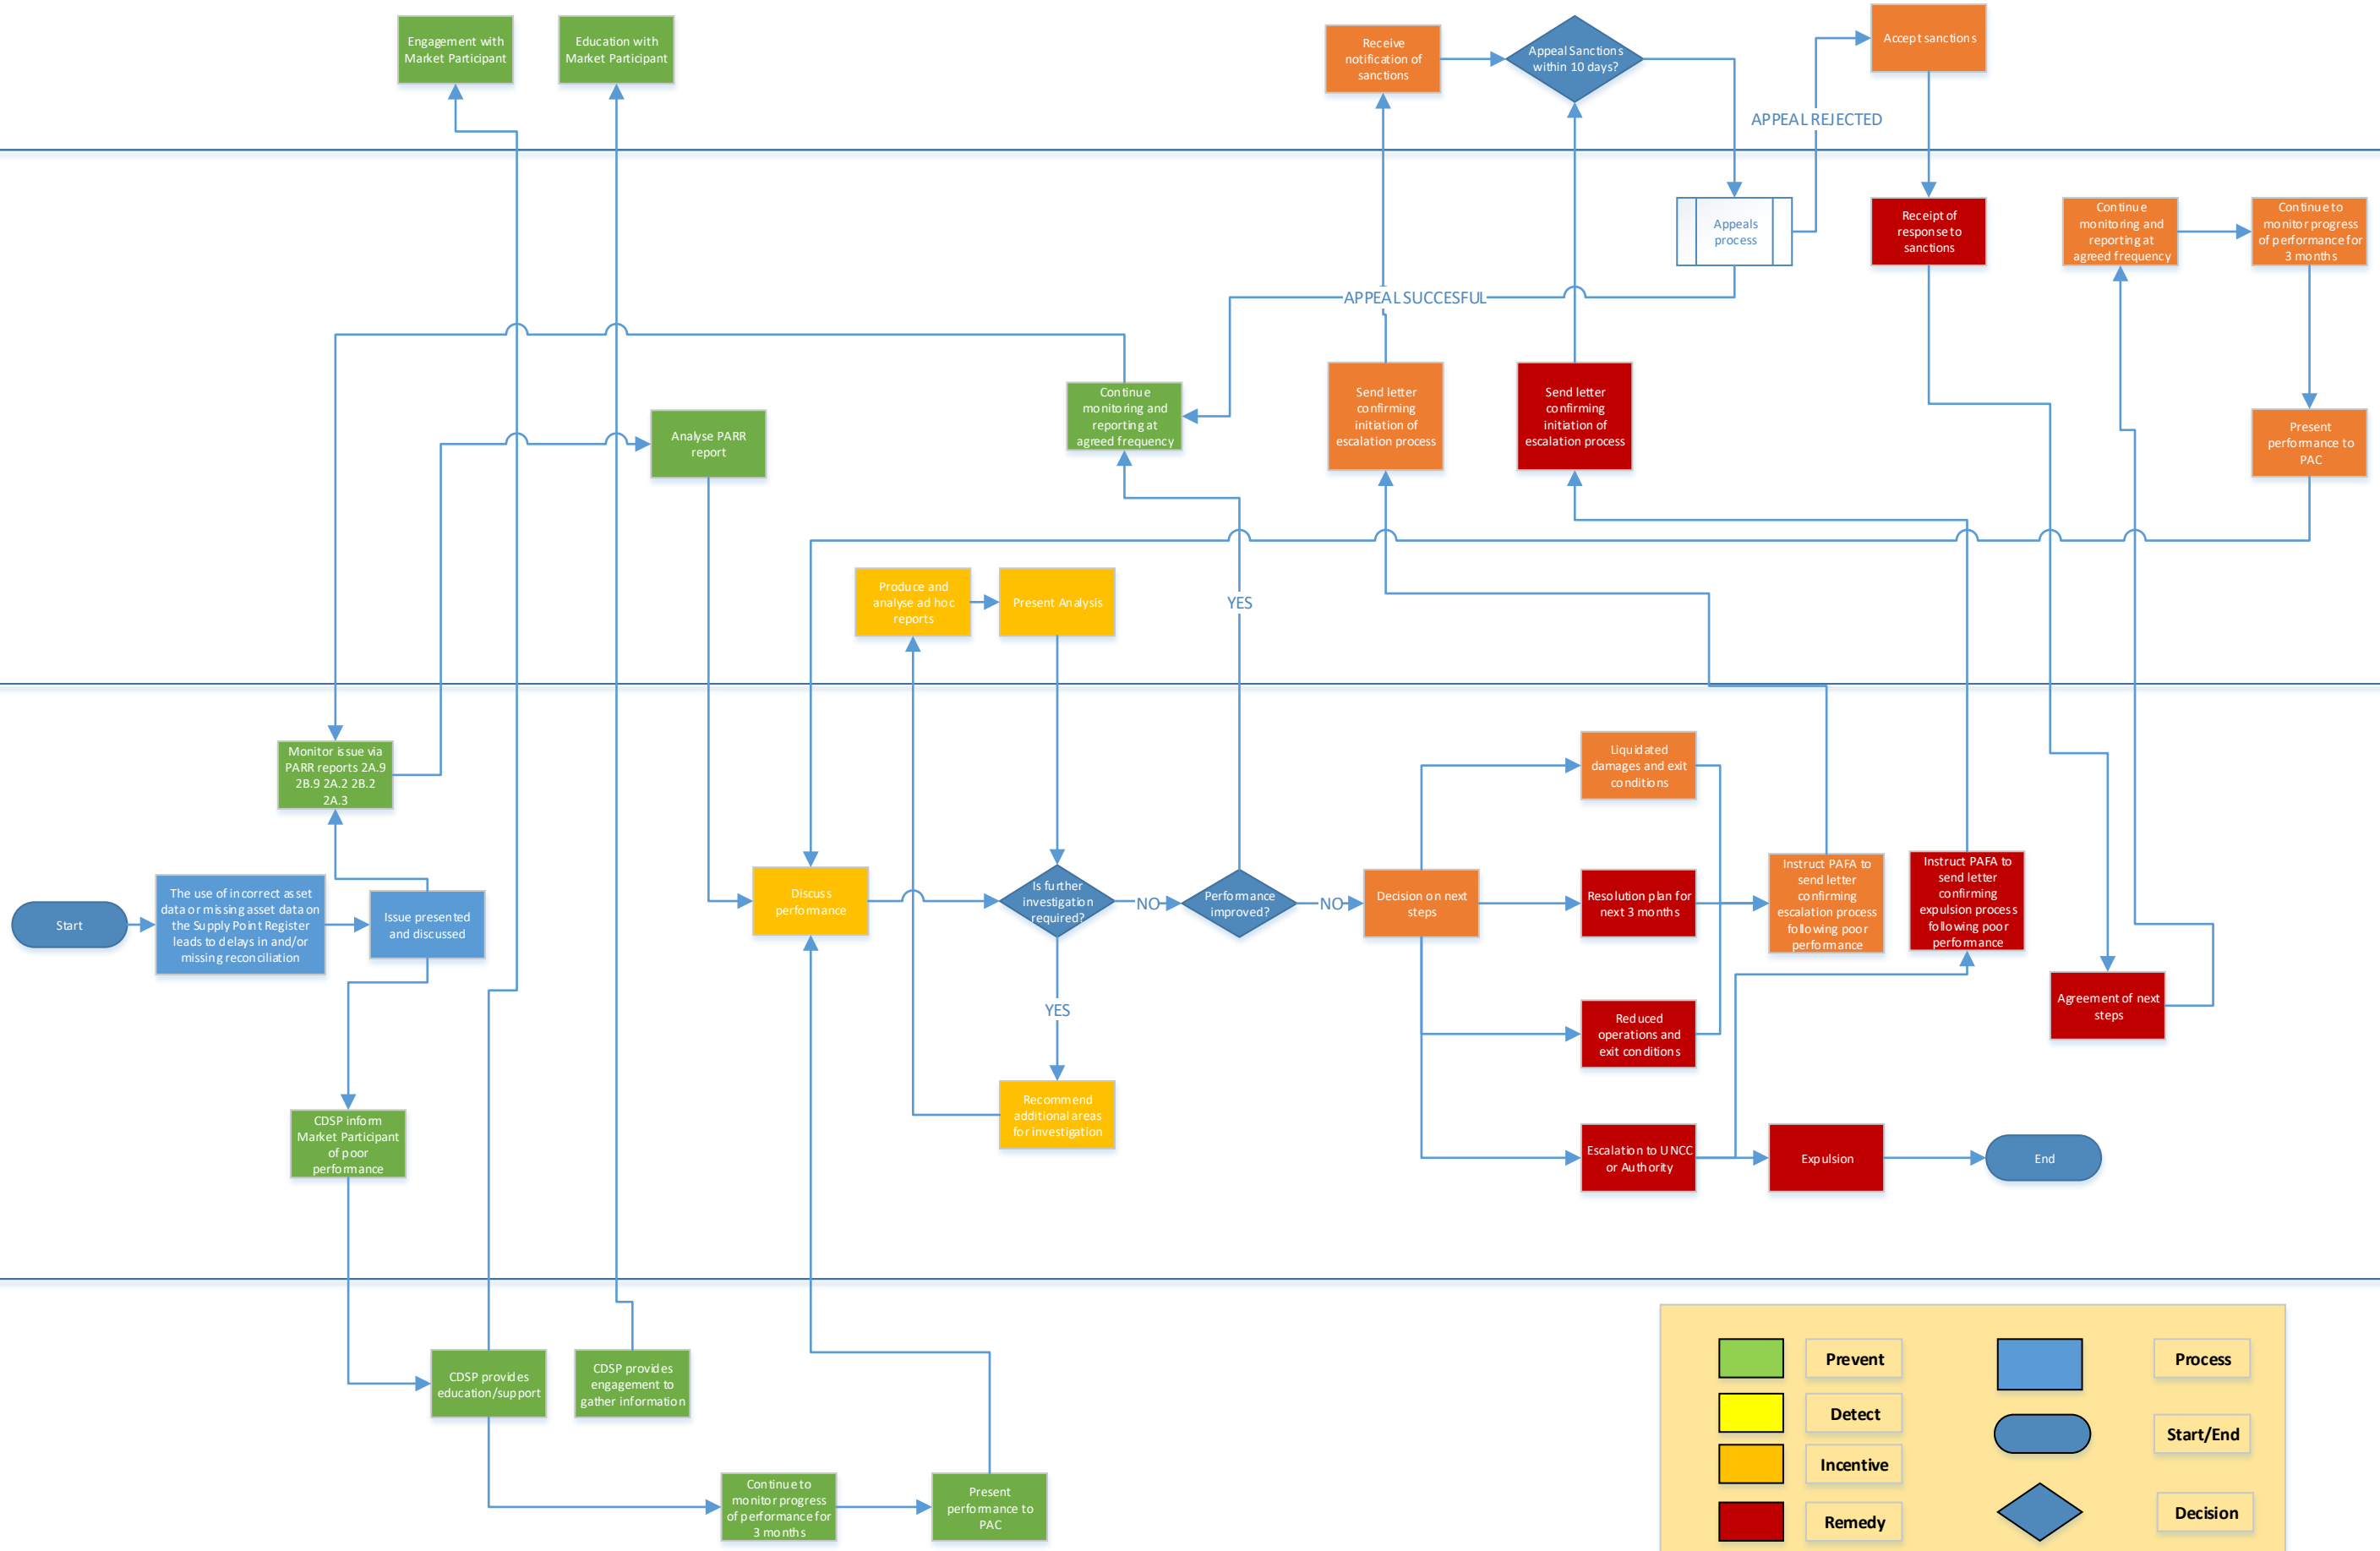 Engagement with
Market Participant
Education with
Market Participant
Receive
notification of
sanctions
Appeal Sanctions
within 10 days?
Accept sanctions
APPEAL REJECTED
Appeals
process
Receipt of
response to
sanctions
Continue
monitoring and
reporting at
agreed frequency
Continue to
monitor progress
of performance for
3 months
APPEAL SUCCESFUL
Continue
monitoring and
reporting at
agreed frequency
Send letter
confirming
initiation of
escalation process
Send letter
confirming
initiation of
escalation process
Analyse PARR
report
Present
performance to
PAC
Produce and
analyse ad hoc
reports
Present Analysis
YES
Monitor issue via
PARR reports 2A.9
2B.9 2A.2 2B.2
2A.3
Liquidated
damages and exit
conditions
Start
The use of incorrect asset
data or missing asset data on
the Supply Point Register
leads to delays in and/or
missing reconciliation
Issue presented
and discussed
Discuss
performance
Is further
investigation
required?
NO
Performance
improved?
NO
Decision on next
steps
Resolution plan for
next 3 months
Instruct PAFA to
send letter
confirming
escalation process
following poor
performance
Instruct PAFA to
send letter
confirming
expulsion process
following poor
performance
YES
Reduced
operations and
exit conditions
Agreement of next
steps
CDSP inform
Market Participant
of poor
performance
Recommend
additional areas
for investigation
Escalation to UNCC
or Authority
Expulsion
End
CDSP provides
education/support
CDSP provides
engagement to
gather information
Continue to
monitor progress
of performance for
3 months
Present
performance to
PAC
Prevent
Process
Detect
Start/End
Incentive
Remedy
Decision